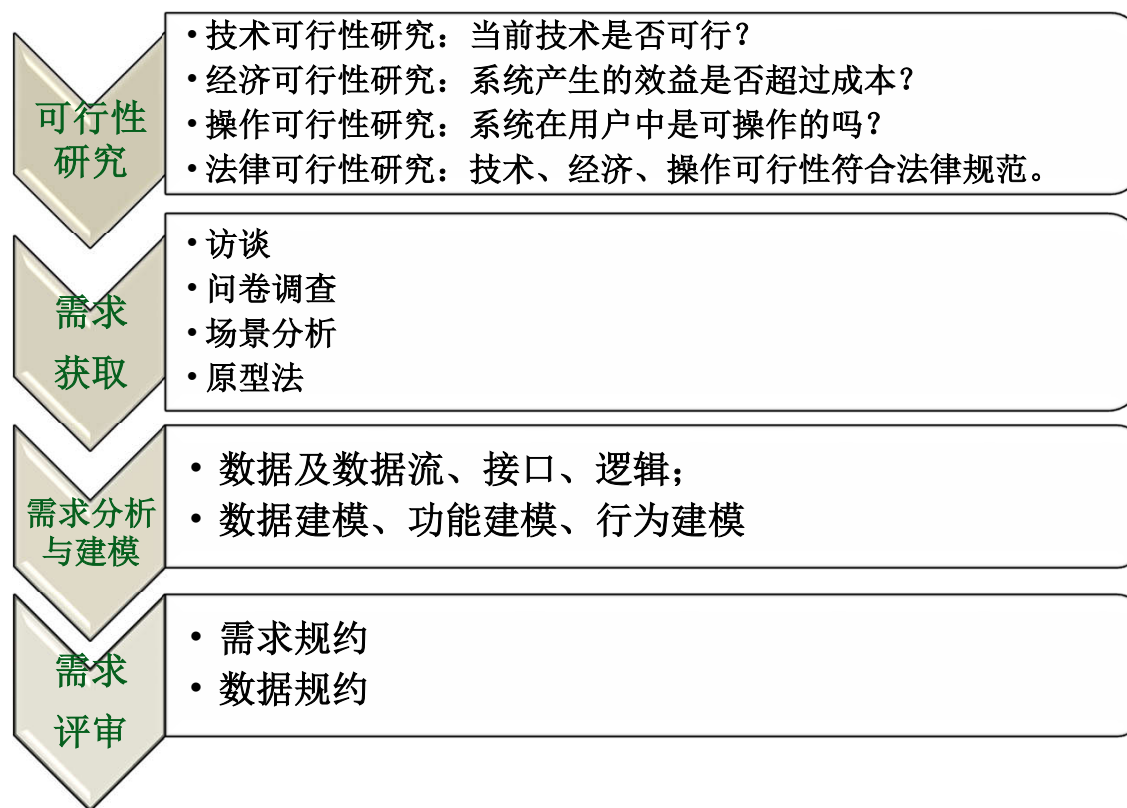 可行性
研究
• 技术可行性研究：当前技术是否可行？
• 经济可行性研究：系统产生的效益是否超过成本？
• 操作可行性研究：系统在用户中是可操作的吗？
• 法律可行性研究：技术、经济、操作可行性符合法律规范。
需求
获取
• 访谈
• 问卷调查
• 场景分析
• 原型法
需求分析
与建模
• 数据及数据流、接口、逻辑；
• 数据建模、功能建模、行为建模
需求
评审
• 需求规约
• 数据规约